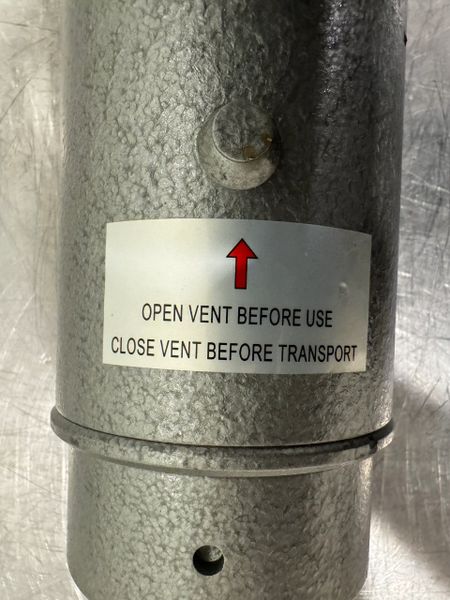 OPEN VENT BEFORE USE
CLOSE VENT BEFORE TRANSPORT